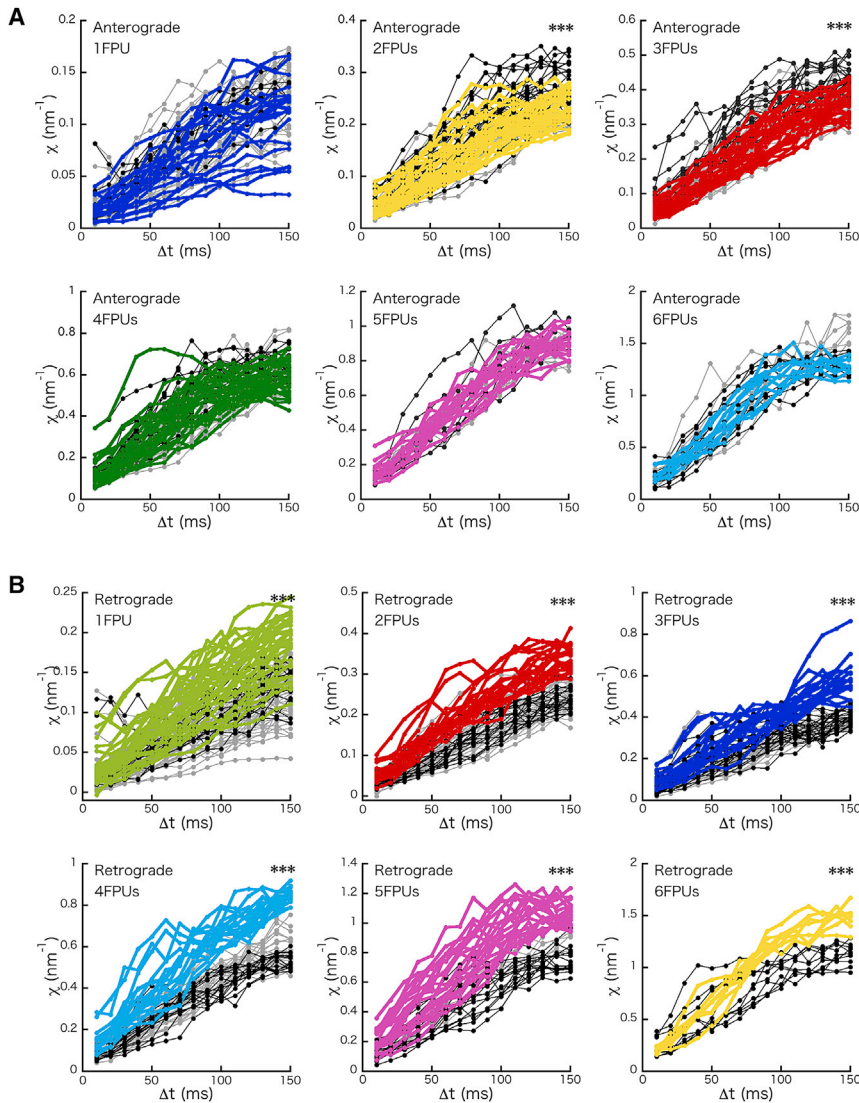 A
Anterograde
1FPU
χ (nm⁻¹)
0.2
0.15
0.1
0.05
0
50
100
150
Δt (ms)
Anterograde
2FPUs
***
χ (nm⁻¹)
0.4
0.3
0.2
0.1
0
0
50
100
150
Δt (ms)
Anterograde
3FPUs
***
χ (nm⁻¹)
0.6
0.5
0.4
0.3
0.2
0.1
0
0
50
100
150
Δt (ms)
Anterograde
4FPUs
χ (nm⁻¹)
1
0.8
0.6
0.4
0.2
0
0
50
100
150
Δt (ms)
Anterograde
5FPUs
χ (nm⁻¹)
1.2
1
0.8
0.6
0.4
0.2
0
0
50
100
150
Δt (ms)
Anterograde
6FPUs
χ (nm⁻¹)
2
1.5
1
0.5
0
0
50
100
150
Δt (ms)
B
Retrograde
1FPU
***
χ (nm⁻¹)
0.25
0.2
0.15
0.1
0.05
0
0
50
100
150
Δt (ms)
Retrograde
2FPUs
***
χ (nm⁻¹)
0.5
0.4
0.3
0.2
0.1
0
0
50
100
150
Δt (ms)
Retrograde
3FPUs
***
χ (nm⁻¹)
1
0.8
0.6
0.4
0.2
0
0
50
100
150
Δt (ms)
Retrograde
4FPUs
***
χ (nm⁻¹)
1
0.8
0.6
0.4
0.2
0
0
50
100
150
Δt (ms)
Retrograde
5FPUs
***
χ (nm⁻¹)
1.4
1.2
1
0.8
0.6
0.4
0.2
0
0
50
100
150
Δt (ms)
Retrograde
6FPUs
***
χ (nm⁻¹)
2
1.5
1
0.5
0
0
50
100
150
Δt (ms)